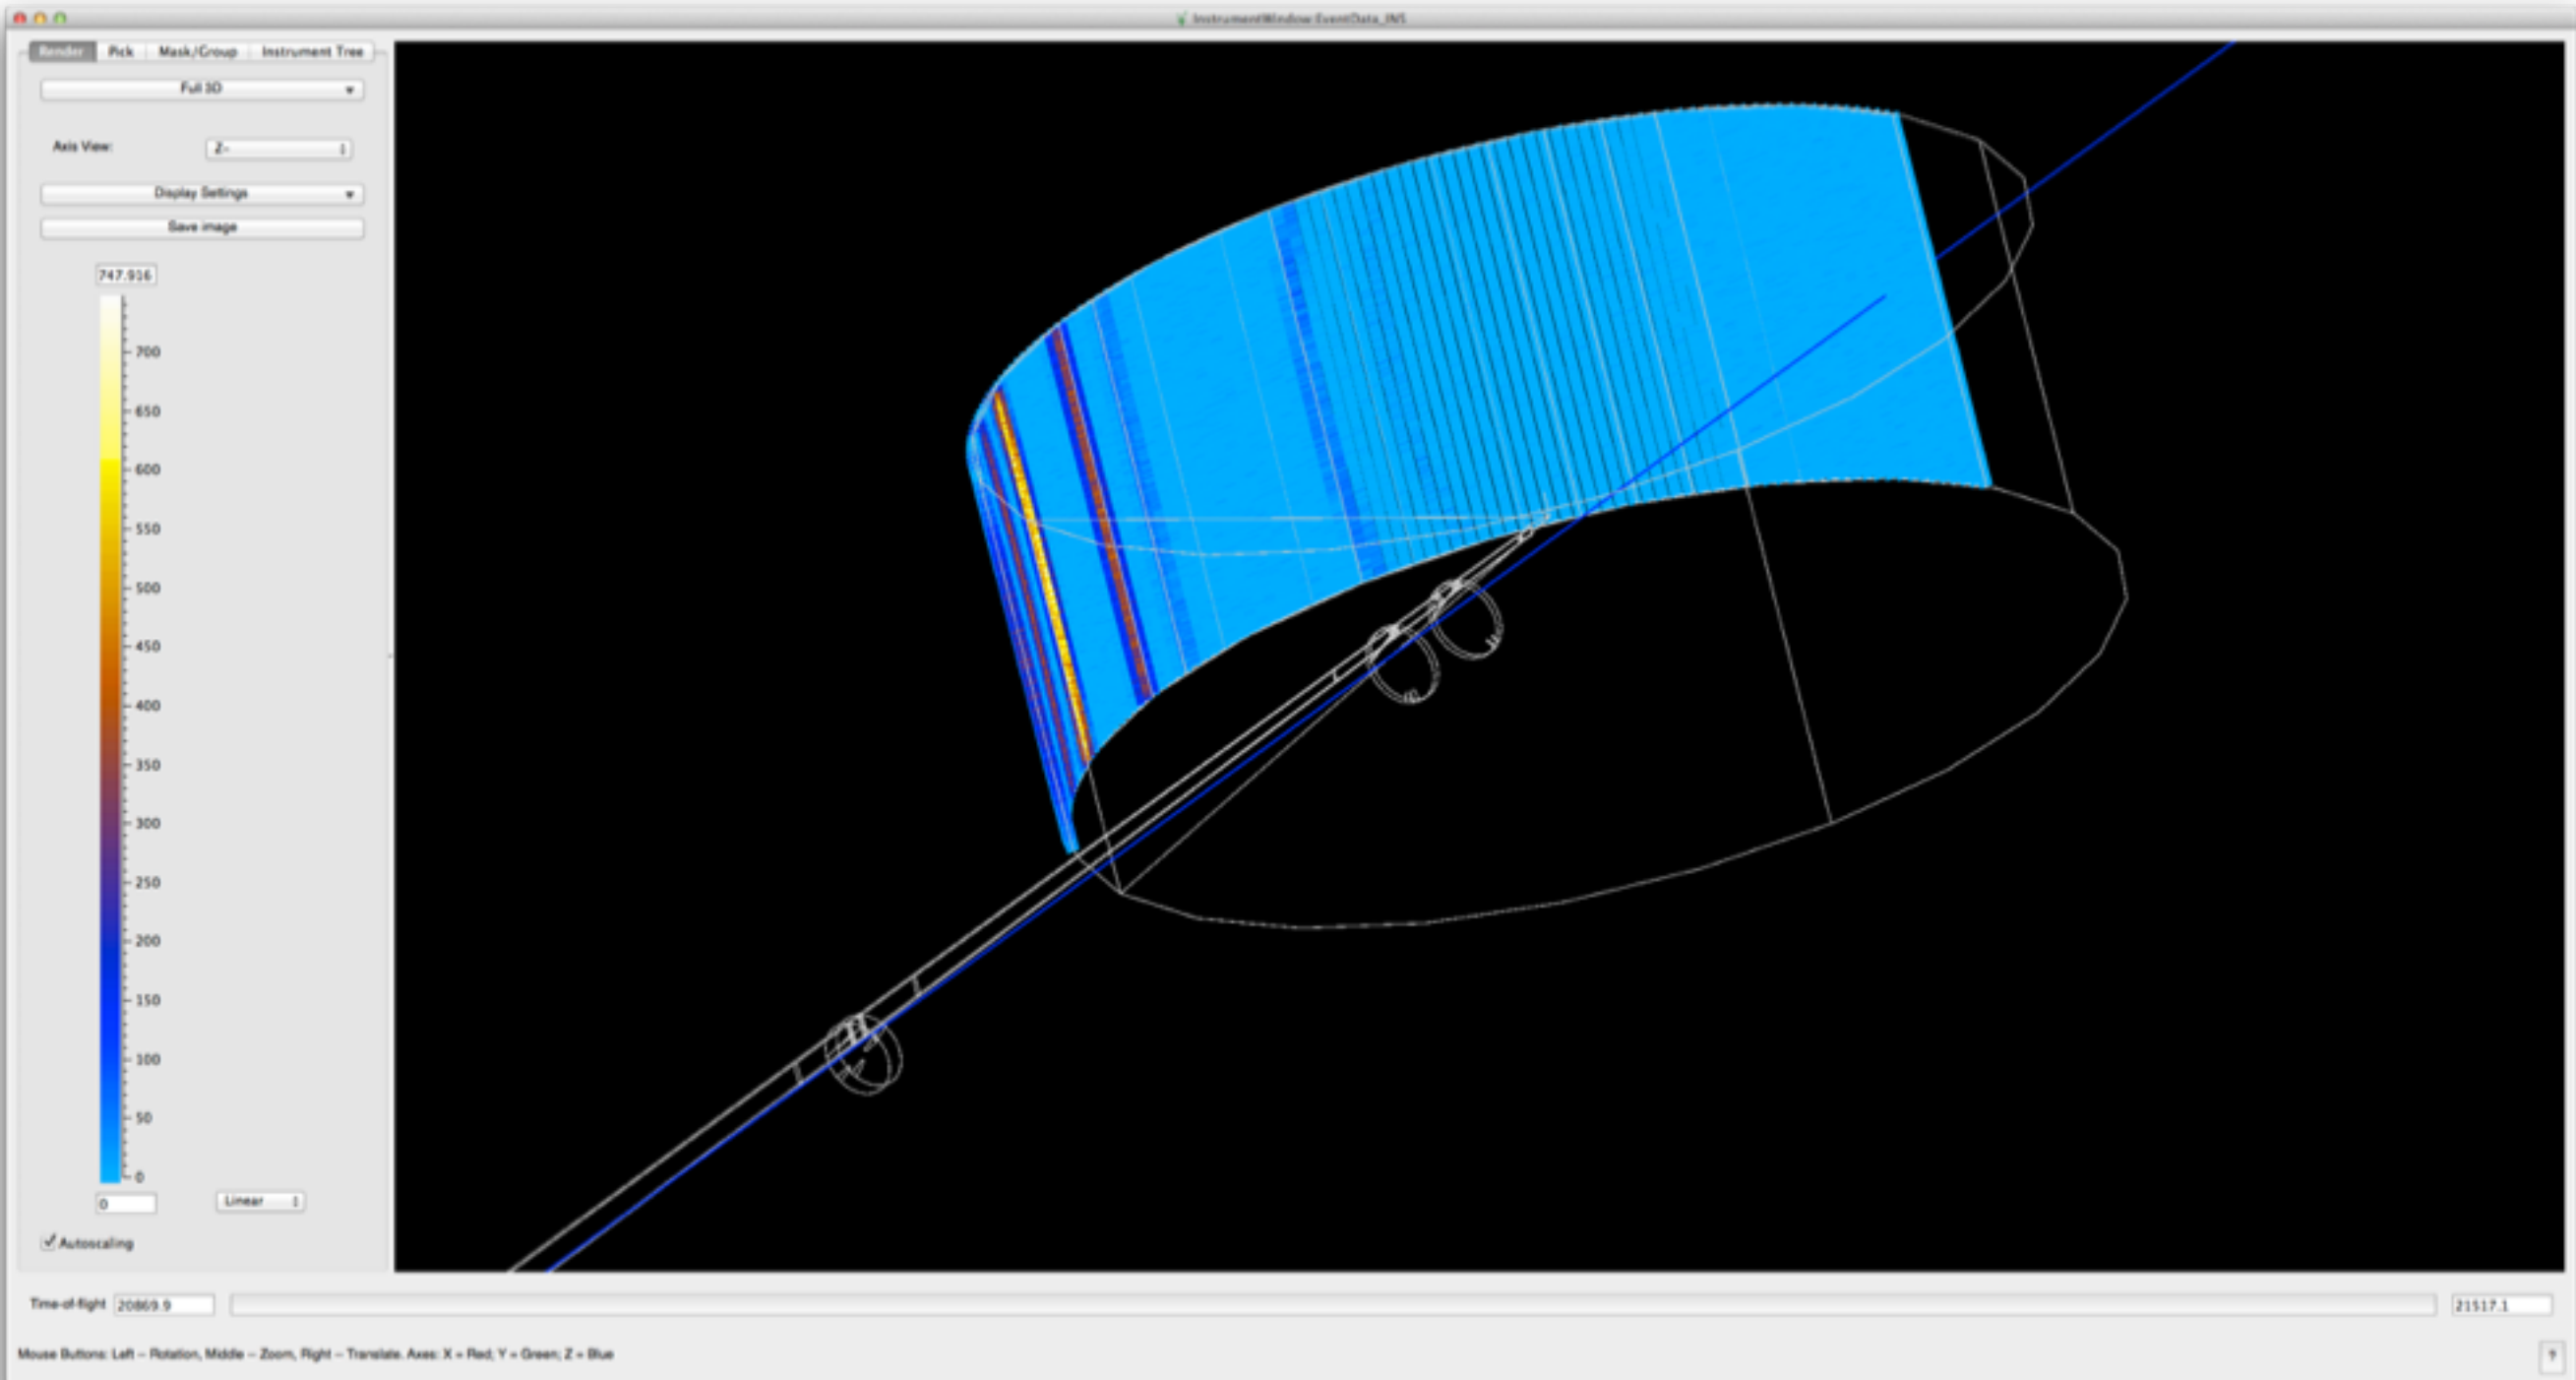 InstrumentWindow:EventData_INS
Render Pick Mask/Group Instrument Tree
Full 3D
Axis View: Z-
Display Settings
Save image
747.916
700
650
600
550
500
450
400
350
300
250
200
150
100
50
0
0 Linear
Autoscaling
Time-of-flight 20869.9 21517.1
Mouse Buttons: Left -- Rotation, Middle -- Zoom, Right -- Translate. Axes: X = Red; Y = Green; Z = Blue ?